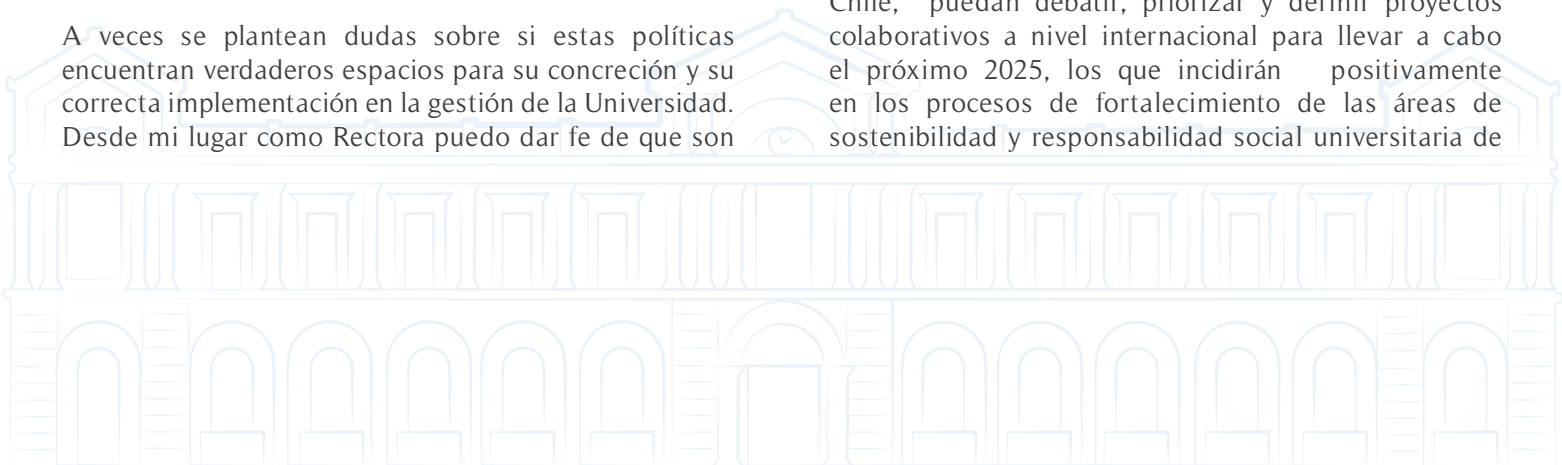 A veces se plantean dudas sobre si estas políticas
encuentran verdaderos espacios para su concreción y su
correcta implementación en la gestión de la Universidad.
Desde mi lugar como Rectora puedo dar fe de que son
Chile, puedan debatir, priorizar y definir proyectos
colaborativos a nivel internacional para llevar a cabo
el próximo 2025, los que incidirán positivamente
en los procesos de fortalecimiento de las áreas de
sostenibilidad y responsabilidad social universitaria de